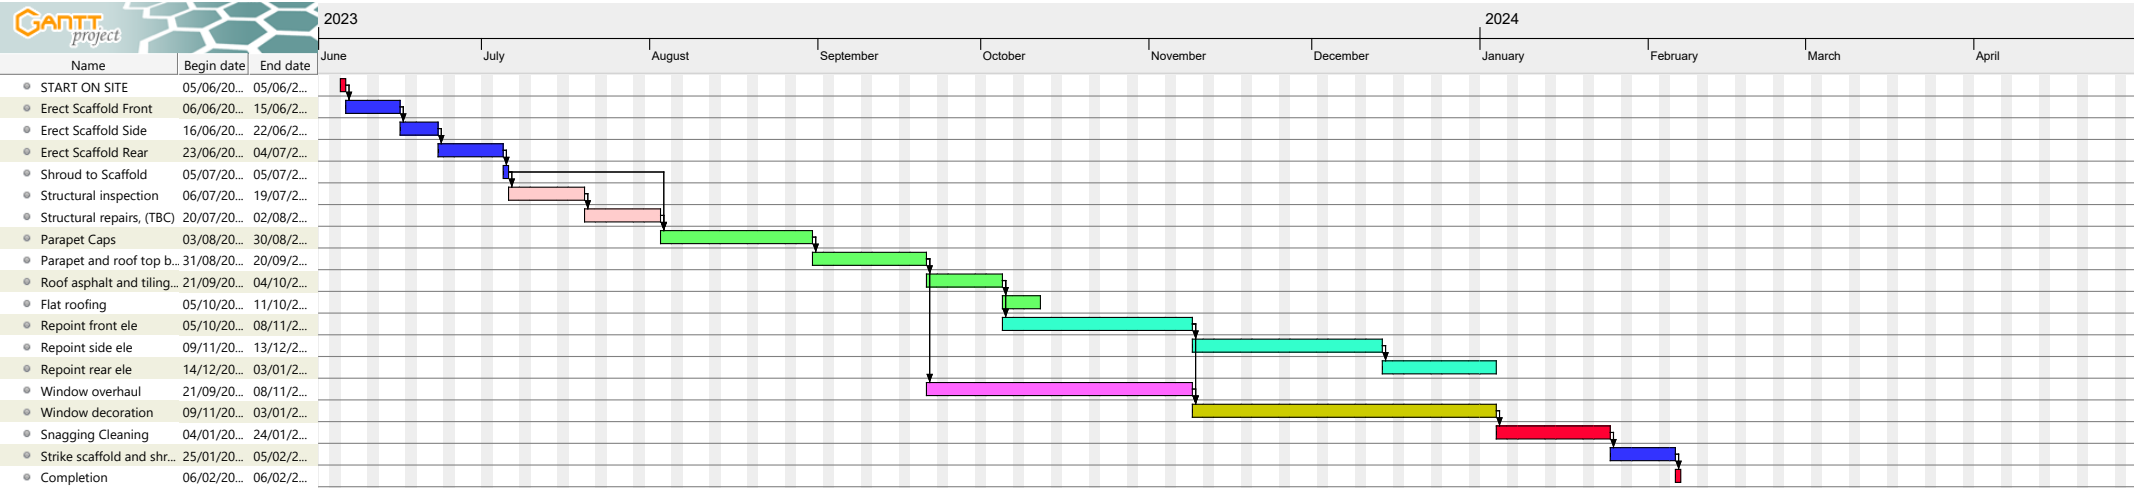 GANTT
project
2023 2024
June July August September October November December January February March April
Name Begin date End date
START ON SITE 05/06/20... 05/06/2...
Erect Scaffold Front 06/06/20... 15/06/2...
Erect Scaffold Side 16/06/20... 22/06/2...
Erect Scaffold Rear 23/06/20... 04/07/2...
Shroud to Scaffold 05/07/20... 05/07/2...
Structural inspection 06/07/20... 19/07/2...
Structural repairs, (TBC) 20/07/20... 02/08/2...
Parapet Caps 03/08/20... 30/08/2...
Parapet and roof top b... 31/08/20... 20/09/2...
Roof asphalt and tiling... 21/09/20... 04/10/2...
Flat roofing 05/10/20... 11/10/2...
Repoint front ele 05/10/20... 08/11/2...
Repoint side ele 09/11/20... 13/12/2...
Repoint rear ele 14/12/20... 03/01/2...
Window overhaul 21/09/20... 08/11/2...
Window decoration 09/11/20... 03/01/2...
Snagging Cleaning 04/01/20... 24/01/2...
Strike scaffold and shr... 25/01/20... 05/02/2...
Completion 06/02/20... 06/02/2...